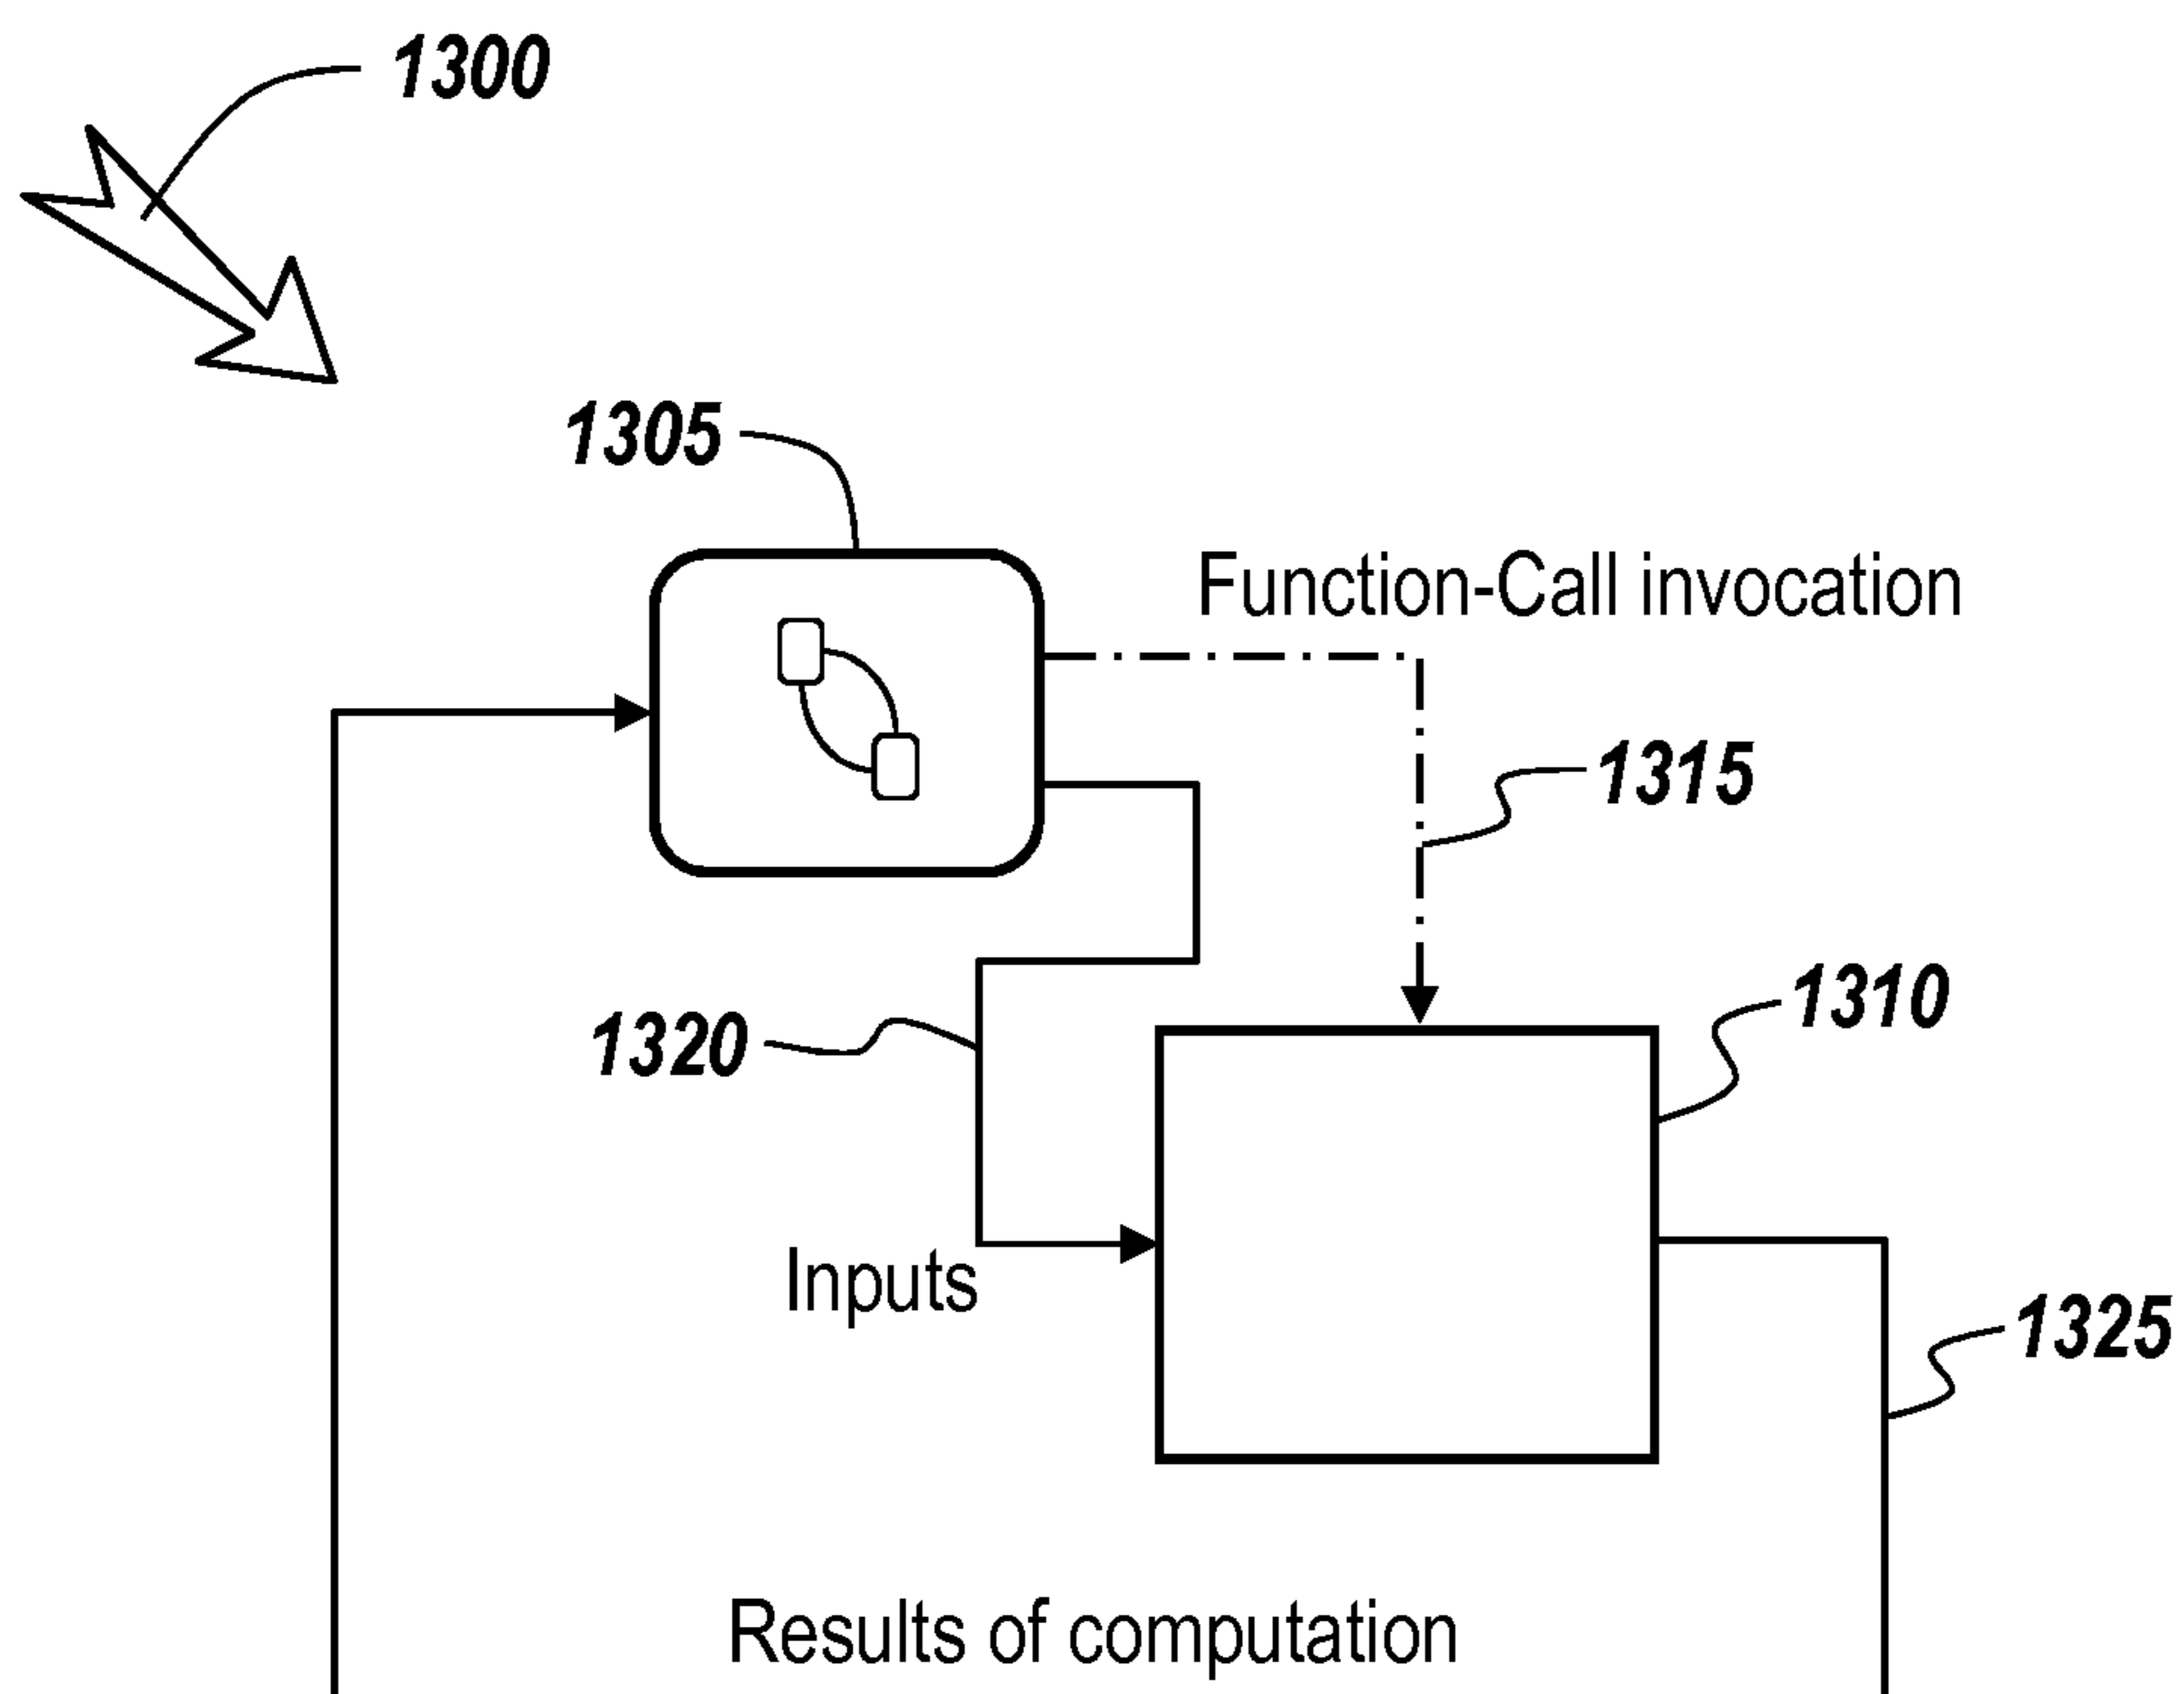 1300
1305
Function-Call invocation
1315
1310
1320
Inputs
1325
Results of computation